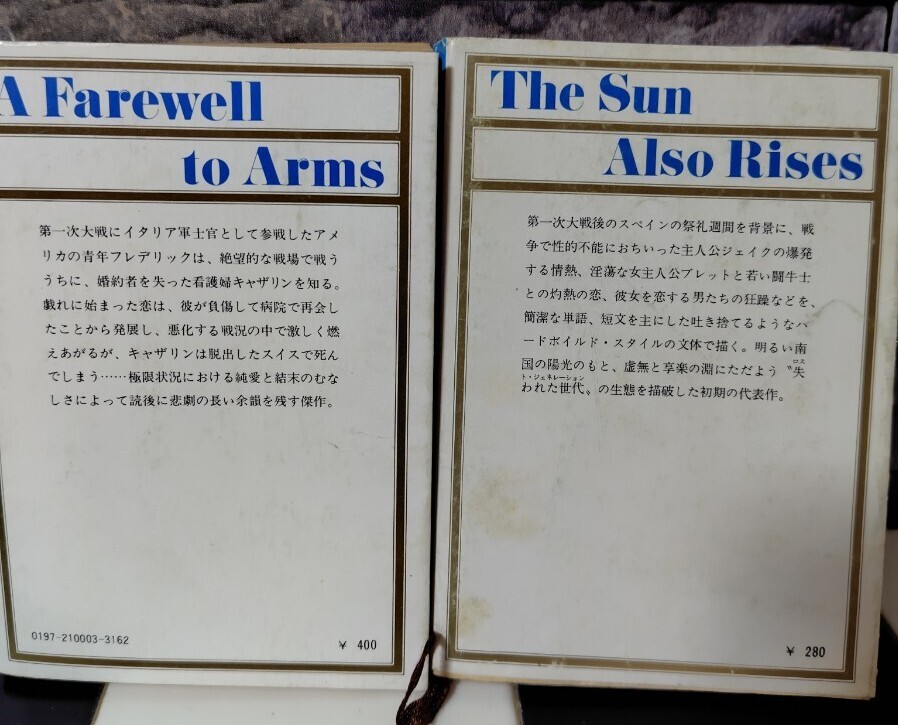 A Farewell
to Arms
第一次大戦にイタリア軍士官として参戦したアメ
リカの青年フレデリックは、絶望的な戦場で戦う
うちに、婚約者を失った看護婦キャザリンを知る。
戯れに始まった恋は、彼が負傷して病院で再会し
たことから発展し、悪化する戦況の中で激しく燃
えあがるが、キャザリンは脱出したスイスで死ん
でしまう……極限状況における純愛と結末のむな
しさによって読後に悲劇の長い余韻を残す傑作。
0197-210003-3162
¥ 400
The Sun
Also Rises
第一次大戦後のスペインの祭礼週間を背景に、戦
争で性的不能におちいった主人公ジェイクの爆発
する情熱、淫蕩な女主人公ブレットと若い闘牛士
との灼熱の恋、彼女を恋する男たちの狂躁などを、
簡潔な単語、短文を主にした吐き捨てるようなハ
ードボイルド・スタイルの文体で描く。明るい南
国の陽光のもと、虚無と享楽の淵にただよう〝失
ロス
ト・ジェネレーション
われた世代〟の生態を描破した初期の代表作。
¥ 280